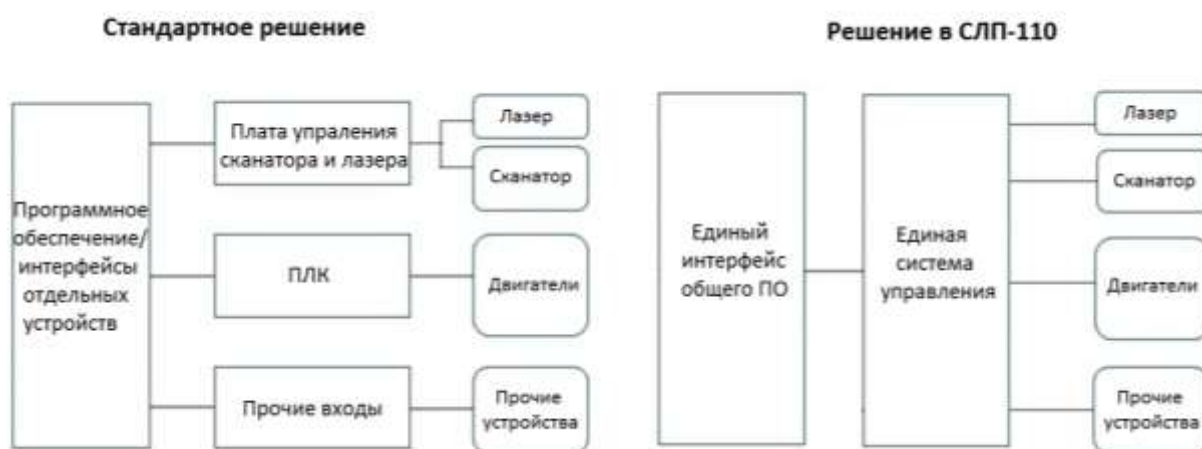 Стандартное решение
Решение в СЛП-110
Программное
обеспечение/
интерфейсы
отдельных
устройств
Плата упраления
сканатора и лазера
Лазер
Сканатор
ПЛК
Двигатели
Прочие входы
Прочие
устройства
Единый
интерфейс
общего ПО
Единая
система
управления
Лазер
Сканатор
Двигатели
Прочие
устройства